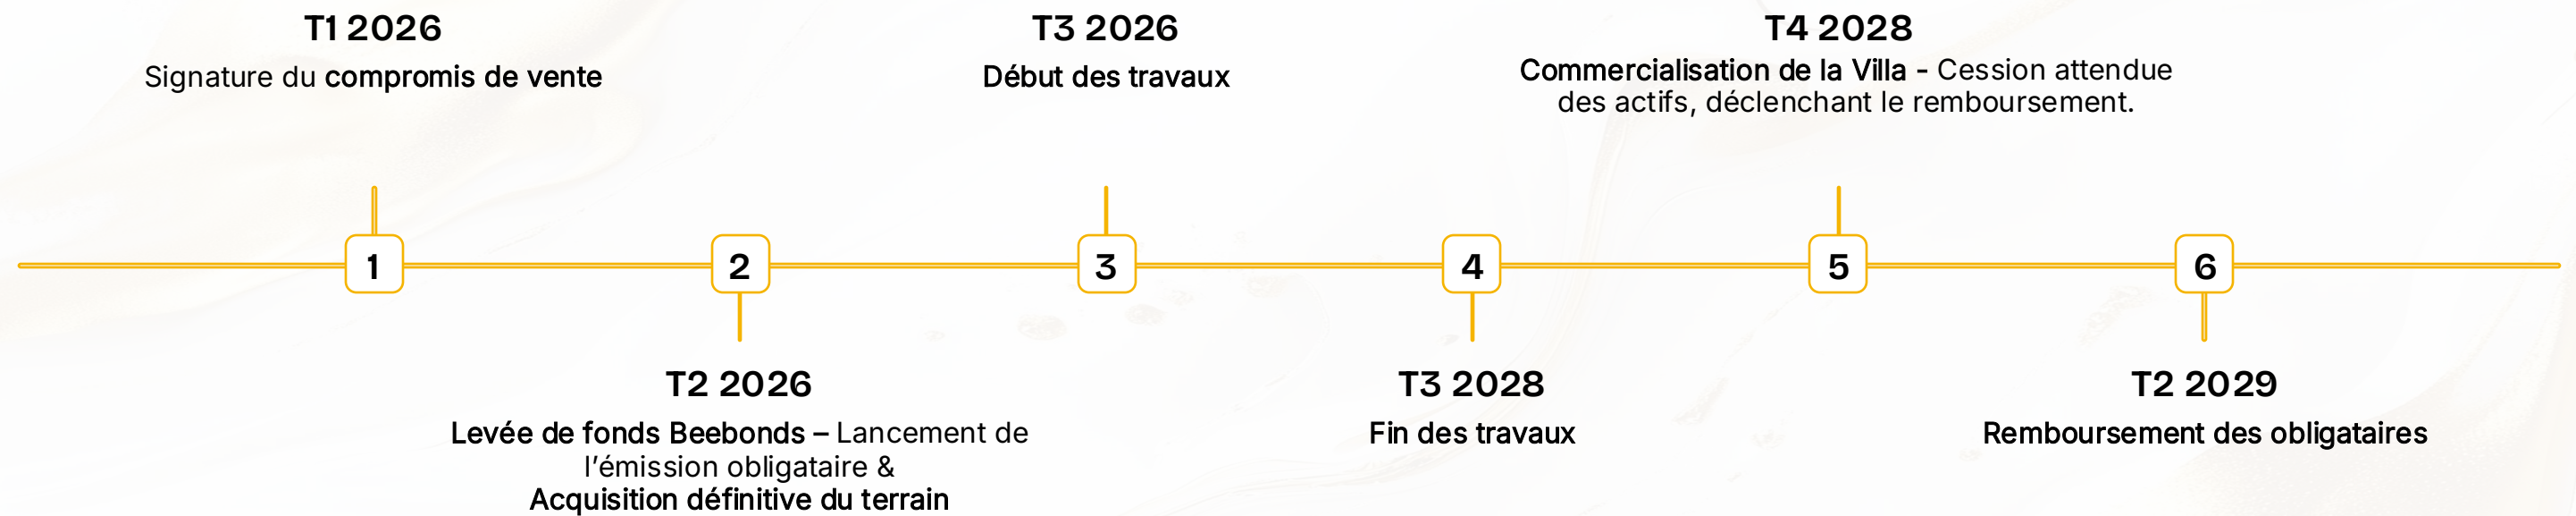 T1 2026
Signature du compromis de vente
T3 2026
Début des travaux
T4 2028
Commercialisation de la Villa - Cession attendue
des actifs, déclenchant le remboursement.
1
2
3
4
5
6
T2 2026
Levée de fonds Beebonds – Lancement de
l’émission obligataire &
Acquisition définitive du terrain
T3 2028
Fin des travaux
T2 2029
Remboursement des obligataires